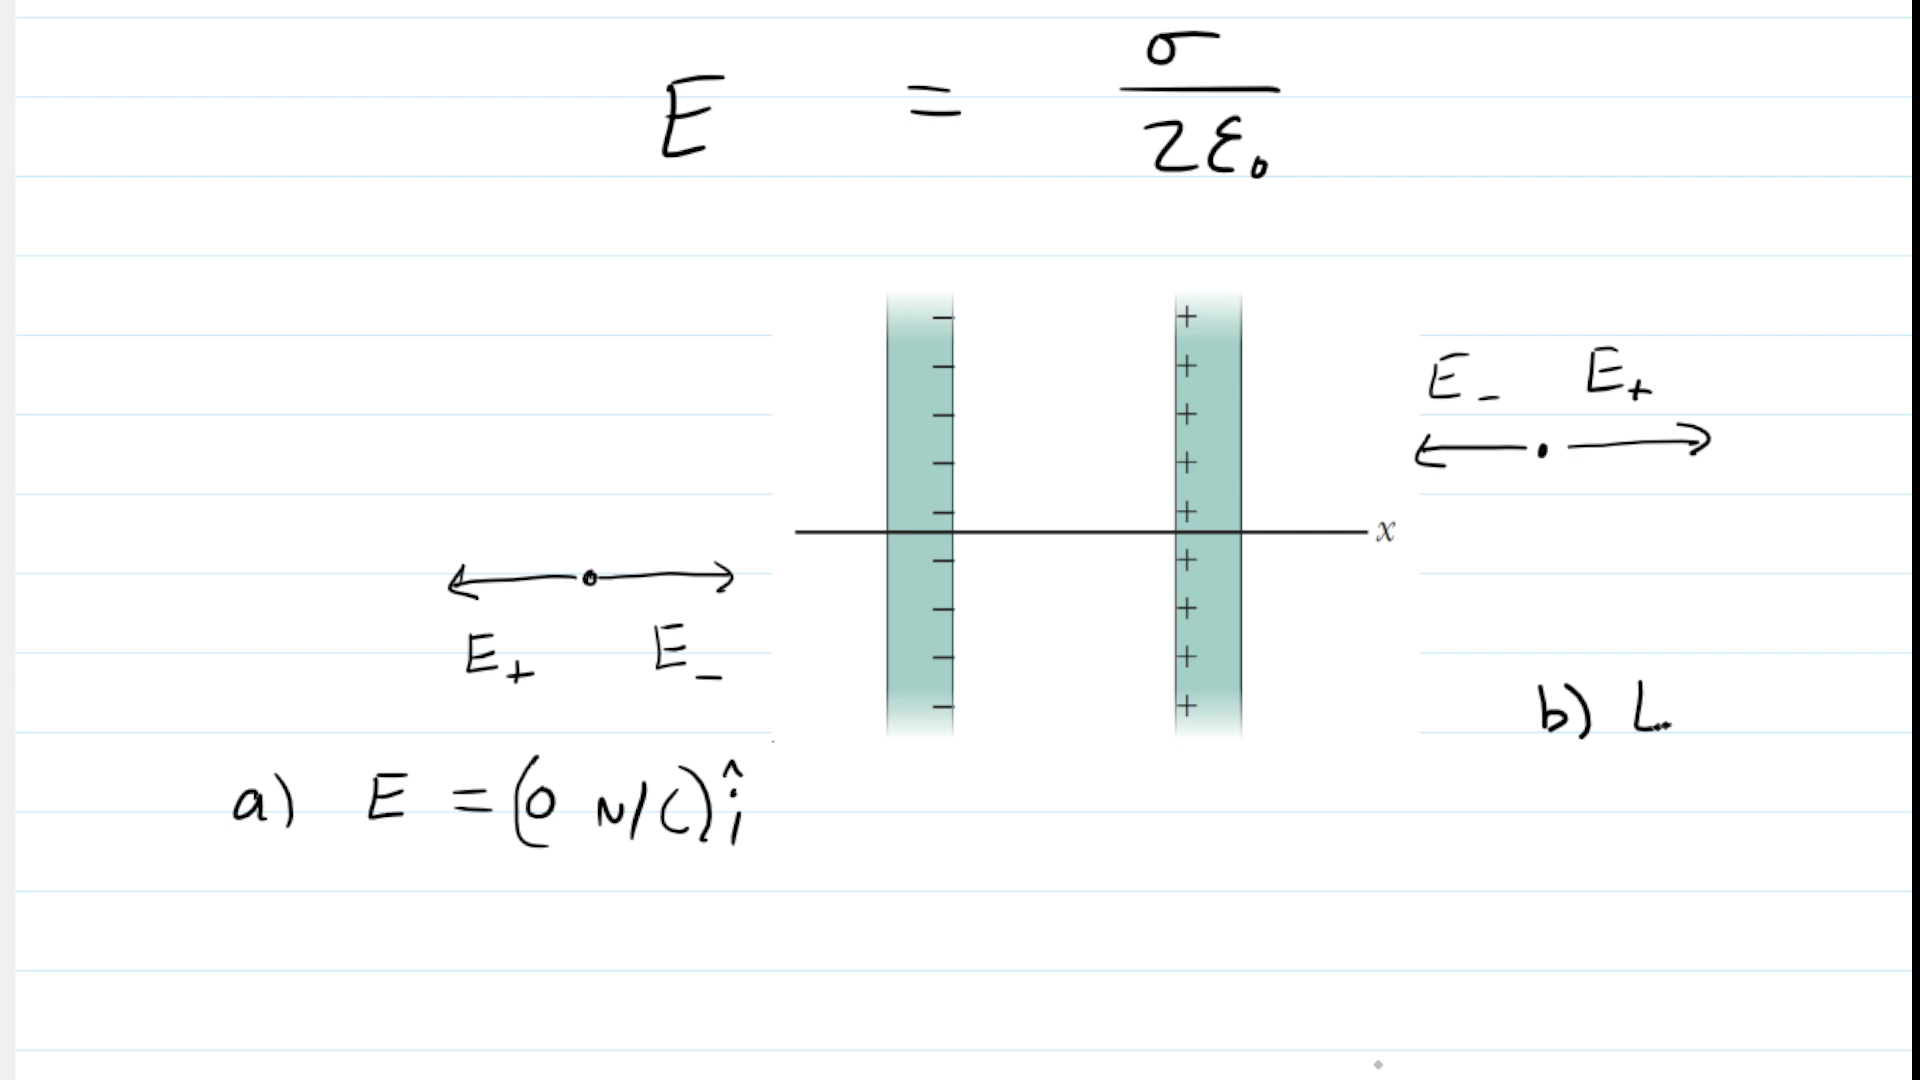 E = σ / 2ε₀
− +
− +
− +
− +
− +
− +
− +
− +
− +
E₋ E₊
x
E₊ E₋
b)
a) E = (0 N/C) î